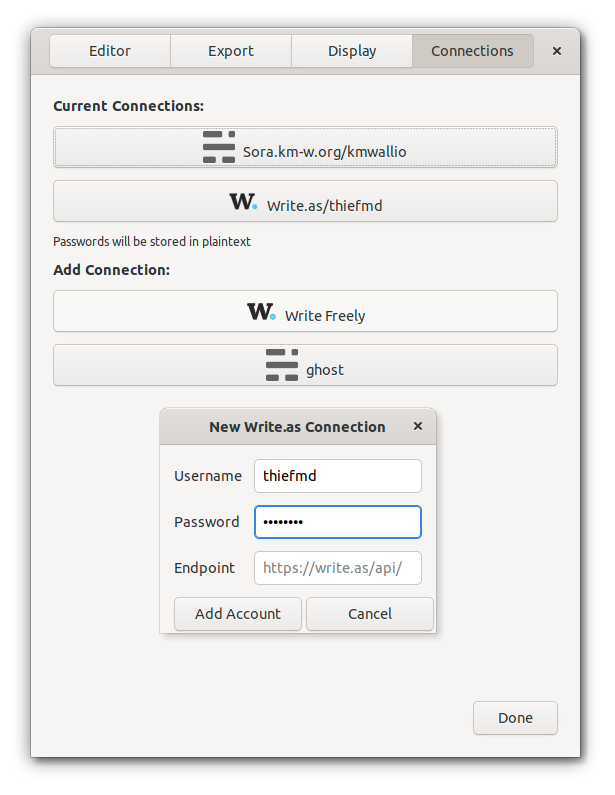 Editor Export Display Connections ×
Current Connections:
Sora.km-w.org/kmwallio
W. Write.as/thiefmd
Passwords will be stored in plaintext
Add Connection:
W. Write Freely
ghost
New Write.as Connection ×
Username thiefmd
Password ••••••••
Endpoint https://write.as/api/
Add Account Cancel
Done